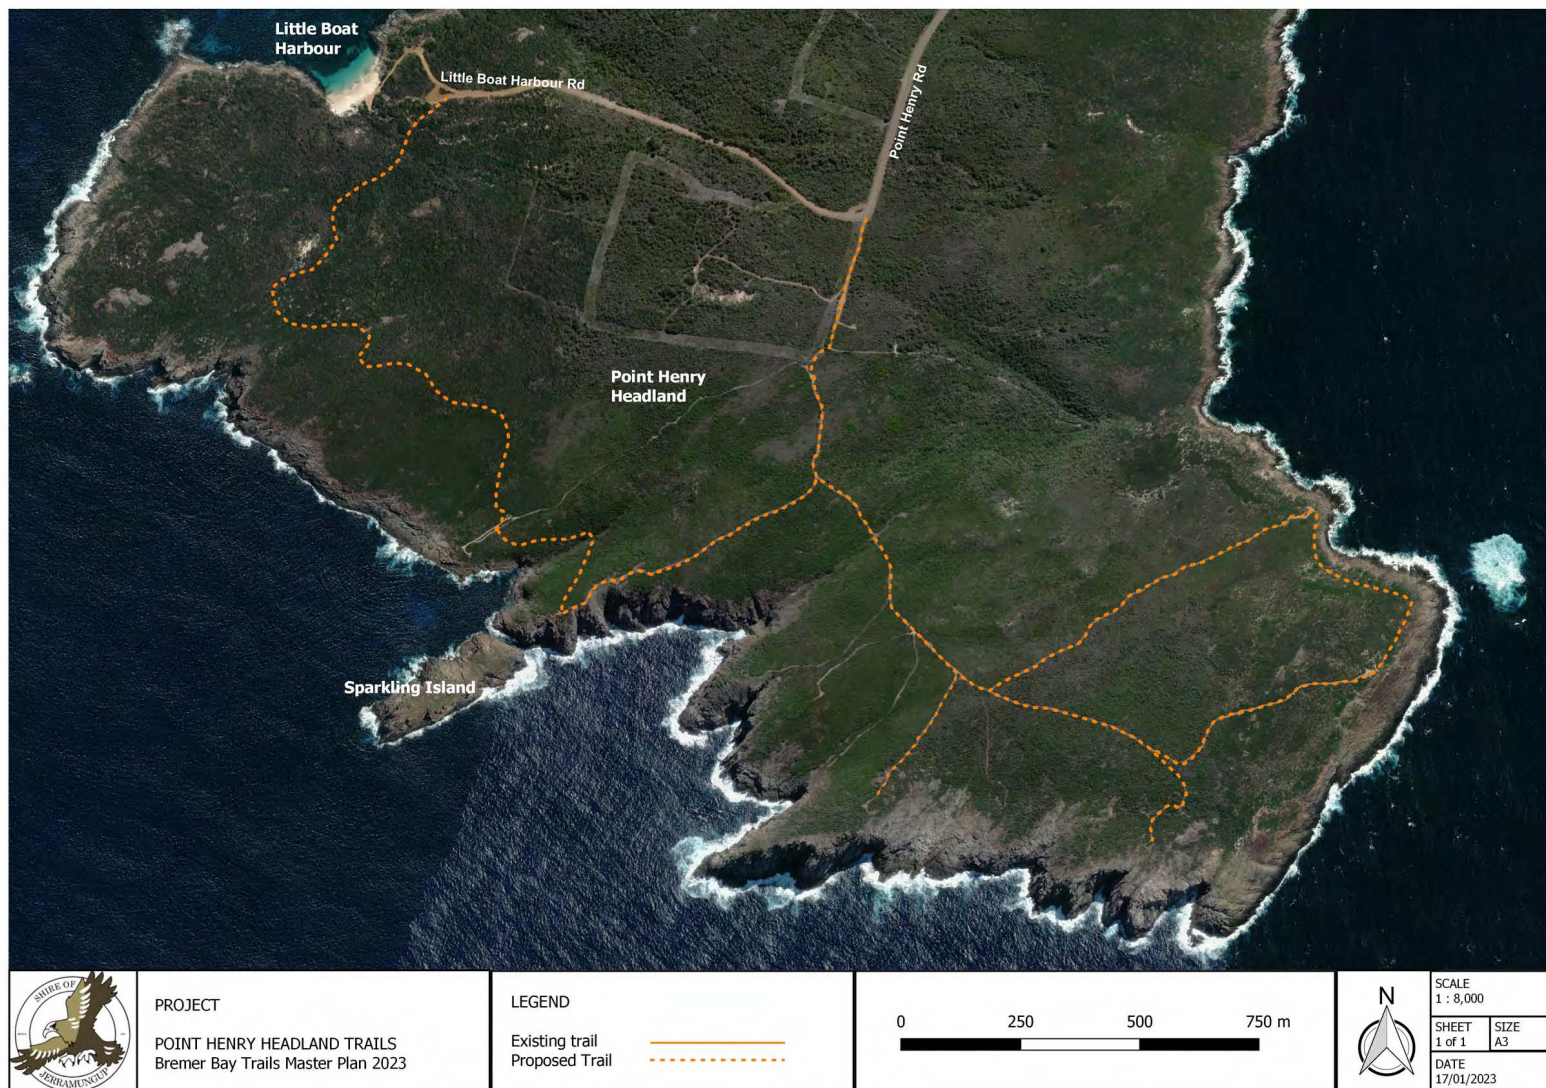 Little Boat
Harbour
Little Boat Harbour Rd
Point Henry Rd
Point Henry
Headland
Sparkling Island
SHIRE OF
JERRAMUNGUP
PROJECT
POINT HENRY HEADLAND TRAILS
Bremer Bay Trails Master Plan 2023
LEGEND
Existing trail
Proposed Trail
0 250 500 750 m
N
SCALE
1 : 8,000
SHEET
1 of 1
SIZE
A3
DATE
17/01/2023